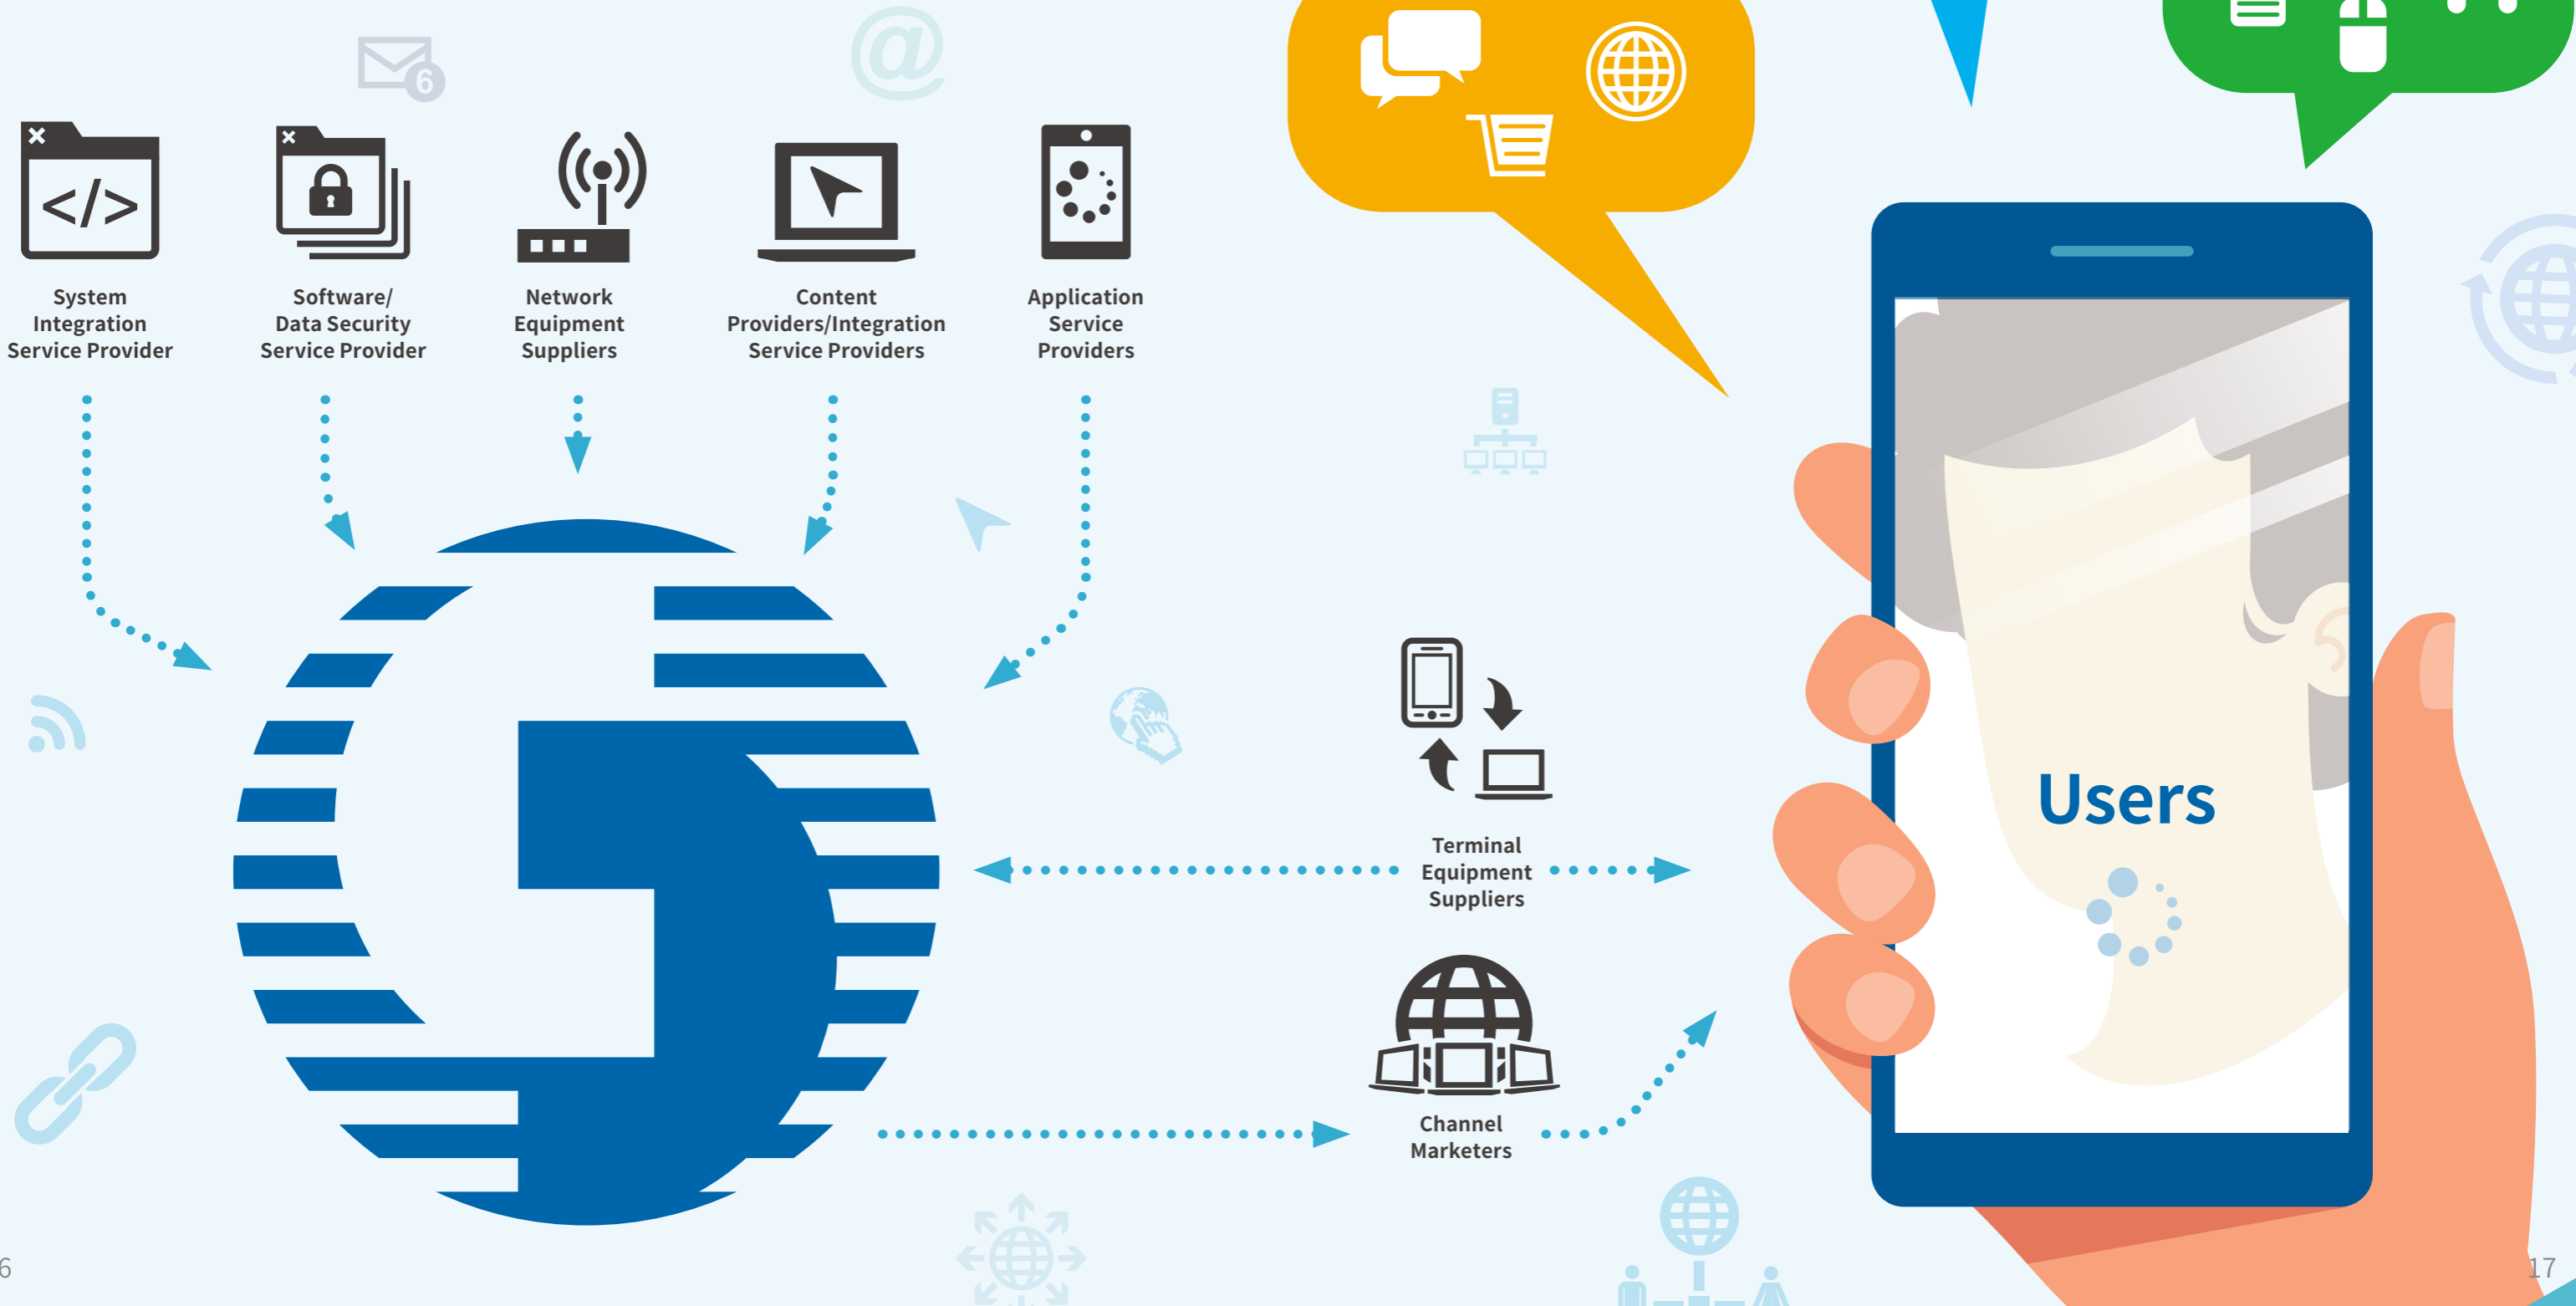 @
6
</>
System
Integration
Service Provider
Software/
Data Security
Service Provider
Network
Equipment
Suppliers
Content
Providers/Integration
Service Providers
Application
Service
Providers
Terminal
Equipment
Suppliers
Users
Channel
Marketers
6
17